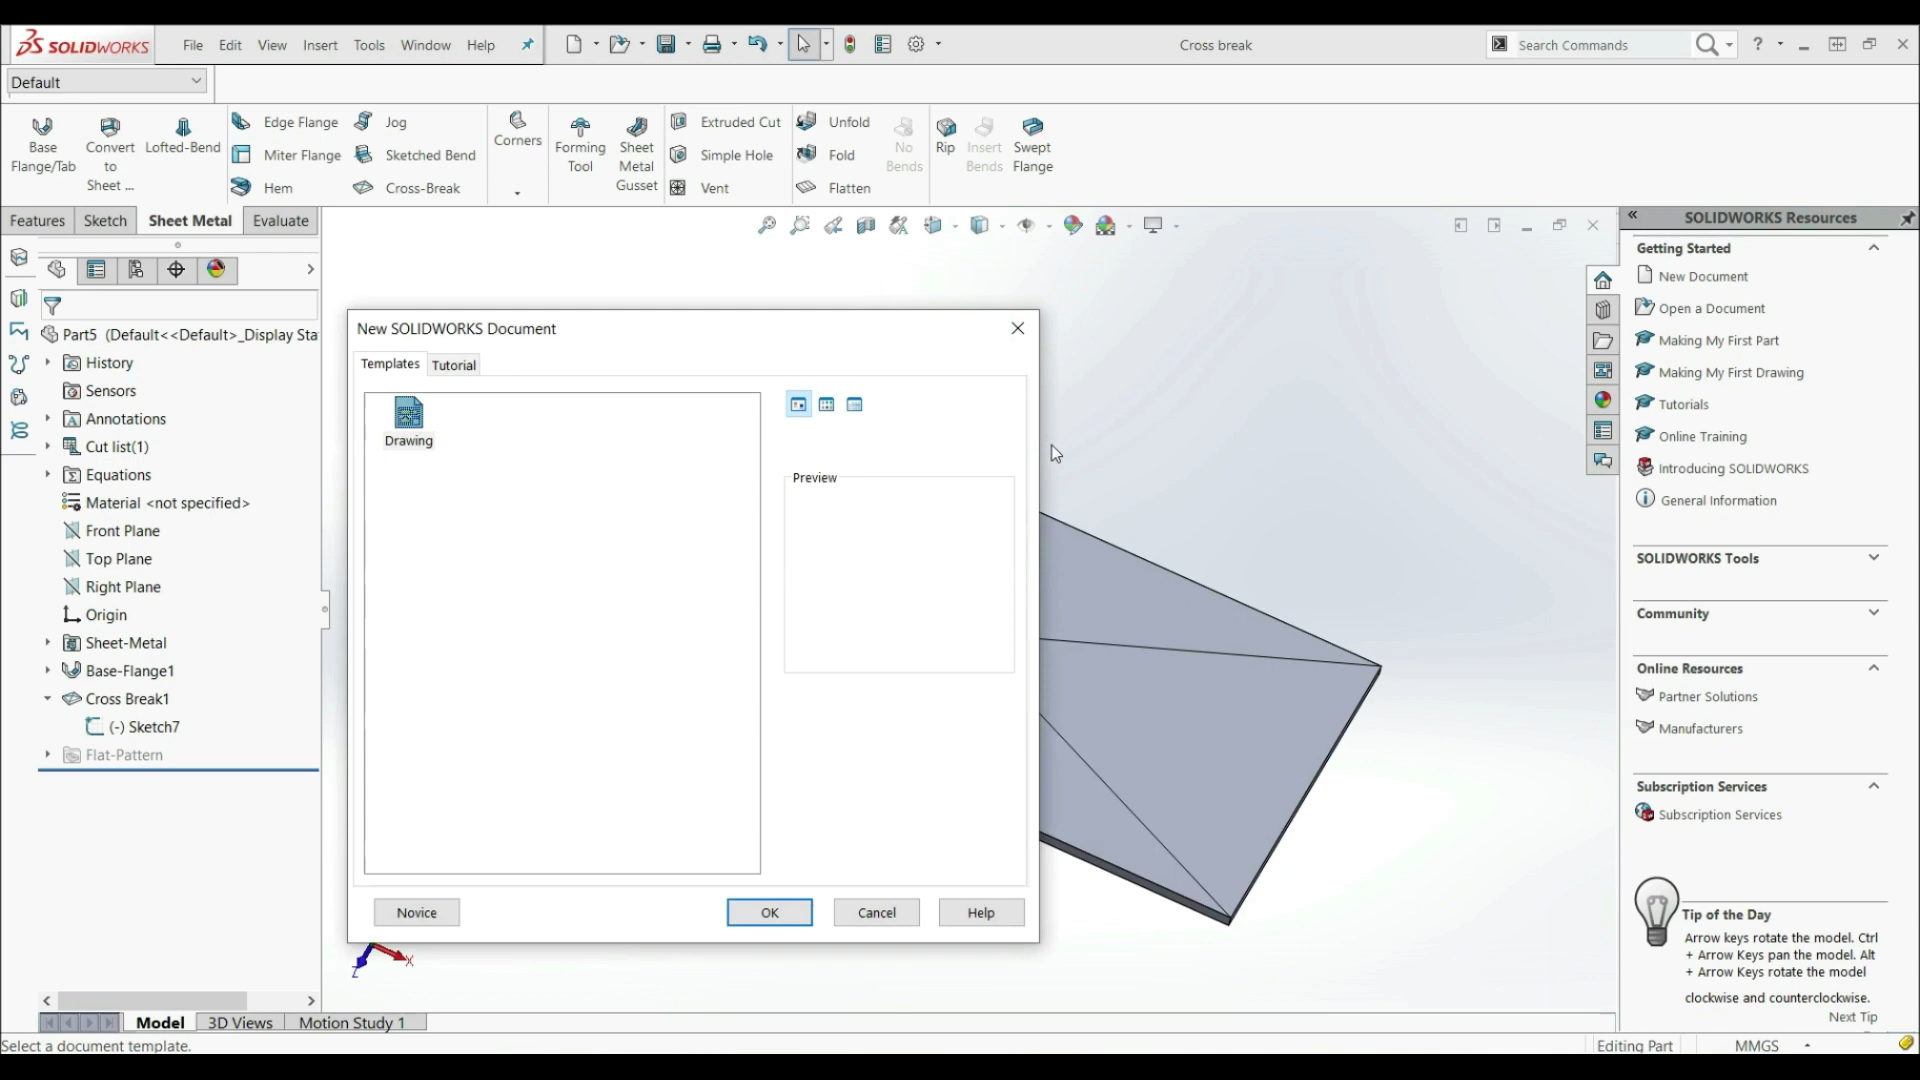 SOLIDWORKS
File Edit View Insert Tools Window Help
Cross break
Search Commands
?
Default
Base Flange/Tab
Convert to Sheet ...
Lofted-Bend
Edge Flange
Miter Flange
Hem
Jog
Sketched Bend
Cross-Break
Corners
Forming Tool
Sheet Metal Gusset
Extruded Cut
Simple Hole
Vent
Unfold
Fold
Flatten
No Bends
Rip
Insert Bends
Swept Flange
Features Sketch Sheet Metal Evaluate
Part5 (Default<<Default>_Display Sta
History
Sensors
Annotations
Cut list(1)
Equations
Material <not specified>
Front Plane
Top Plane
Right Plane
Origin
Sheet-Metal
Base-Flange1
Cross Break1
(-) Sketch7
Flat-Pattern
New SOLIDWORKS Document
Templates Tutorial
Drawing
Preview
Novice OK Cancel Help
Z X
SOLIDWORKS Resources
Getting Started
New Document
Open a Document
Making My First Part
Making My First Drawing
Tutorials
Online Training
Introducing SOLIDWORKS
General Information
SOLIDWORKS Tools
Community
Online Resources
Partner Solutions
Manufacturers
Subscription Services
Subscription Services
Tip of the Day
Arrow keys rotate the model. Ctrl
+ Arrow Keys pan the model. Alt
+ Arrow Keys rotate the model
clockwise and counterclockwise.
Next Tip
Model 3D Views Motion Study 1
Select a document template.
Editing Part MMGS